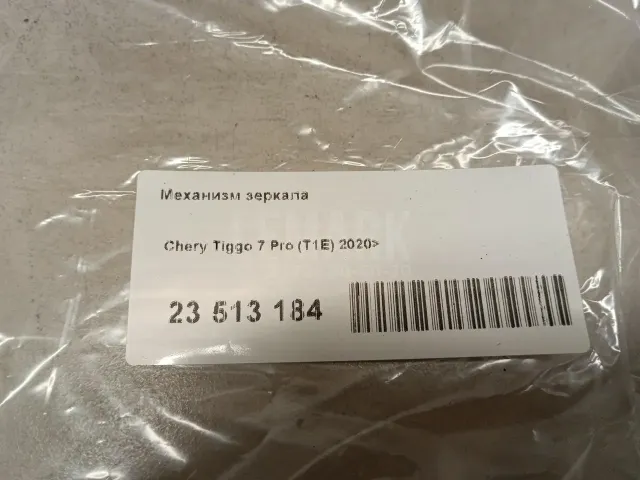 Механизм зеркала
Chery Tiggo 7 Pro (T1E) 2020>
23 513 184